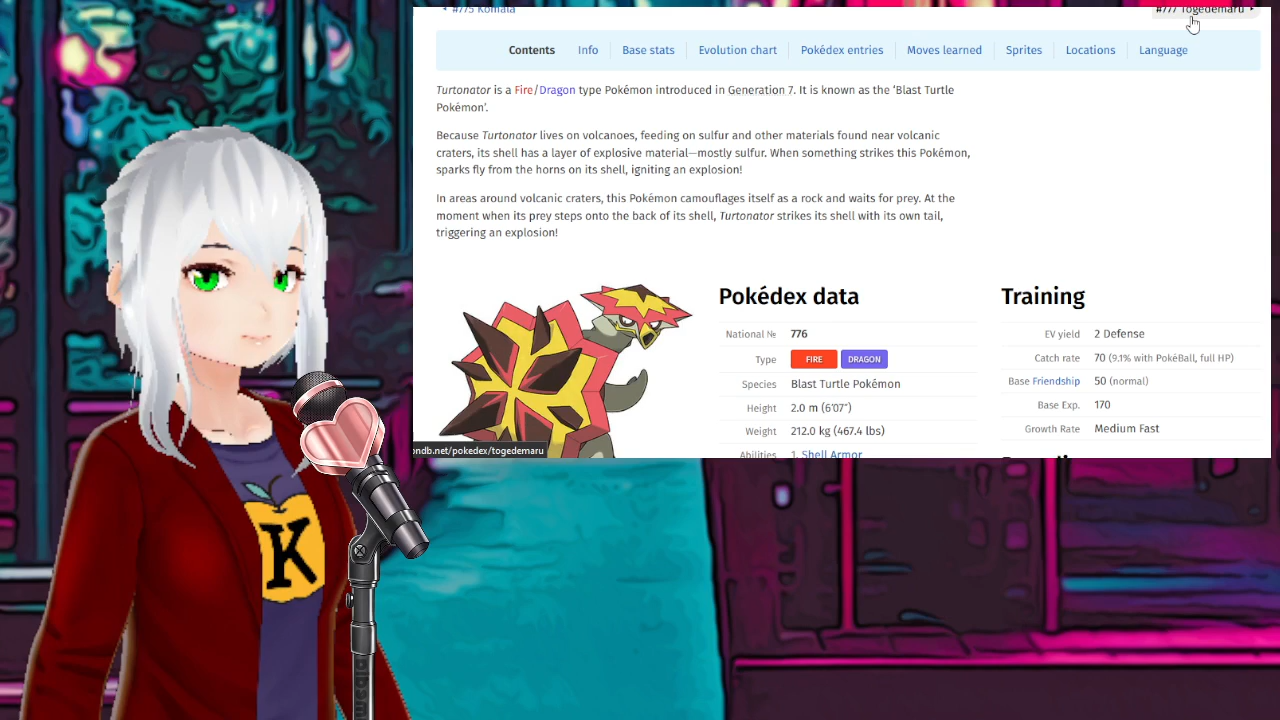 #775 Komala
#777 Togedemaru
Contents Info Base stats Evolution chart Pokédex entries Moves learned Sprites Locations Language
Turtonator is a Fire/Dragon type Pokémon introduced in Generation 7. It is known as the ‘Blast Turtle
Pokémon’.
Because Turtonator lives on volcanoes, feeding on sulfur and other materials found near volcanic
craters, its shell has a layer of explosive material—mostly sulfur. When something strikes this Pokémon,
sparks fly from the horns on its shell, igniting an explosion!
In areas around volcanic craters, this Pokémon camouflages itself as a rock and waits for prey. At the
moment when its prey steps onto the back of its shell, Turtonator strikes its shell with its own tail,
triggering an explosion!
Pokédex data
National № 776
Type FIRE DRAGON
Species Blast Turtle Pokémon
Height 2.0 m (6′07″)
Weight 212.0 kg (467.4 lbs)
Abilities 1. Shell Armor
Training
EV yield 2 Defense
Catch rate 70 (9.1% with PokéBall, full HP)
Base Friendship 50 (normal)
Base Exp. 170
Growth Rate Medium Fast
ondb.net/pokedex/togedemaru
K